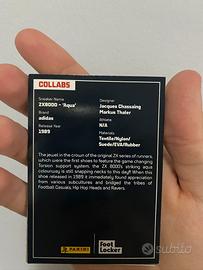 COLLABS
Sneaker Name
ZX8000 - 'Aqua'
Brand
adidas
Release Year
1989
Designer
Jacques Chassaing
Markus Thaler
Athlete
N/A
Materials
Textile/Nylon/
Suede/EVA/Rubber
The jewel in the crown of the original ZX series of runners,
which were the first shoes to feature the game changing
Torsion support system, the ZX 8000's striking aqua
colourway is still snapping necks to this day!! When this
shoe released in 1989 it immediately found appreciation
from various subcultures and bridged the tribes of
Football Casuals, Hip Hop Heads and Ravers.
PANINI
Foot
Locker
subito